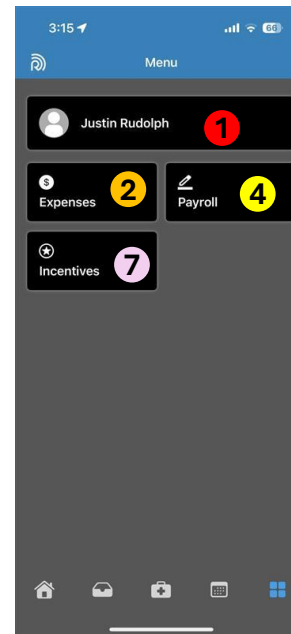 3:15 66
Menu
Justin Rudolph 1
$
Expenses 2
Payroll 4
Incentives 7